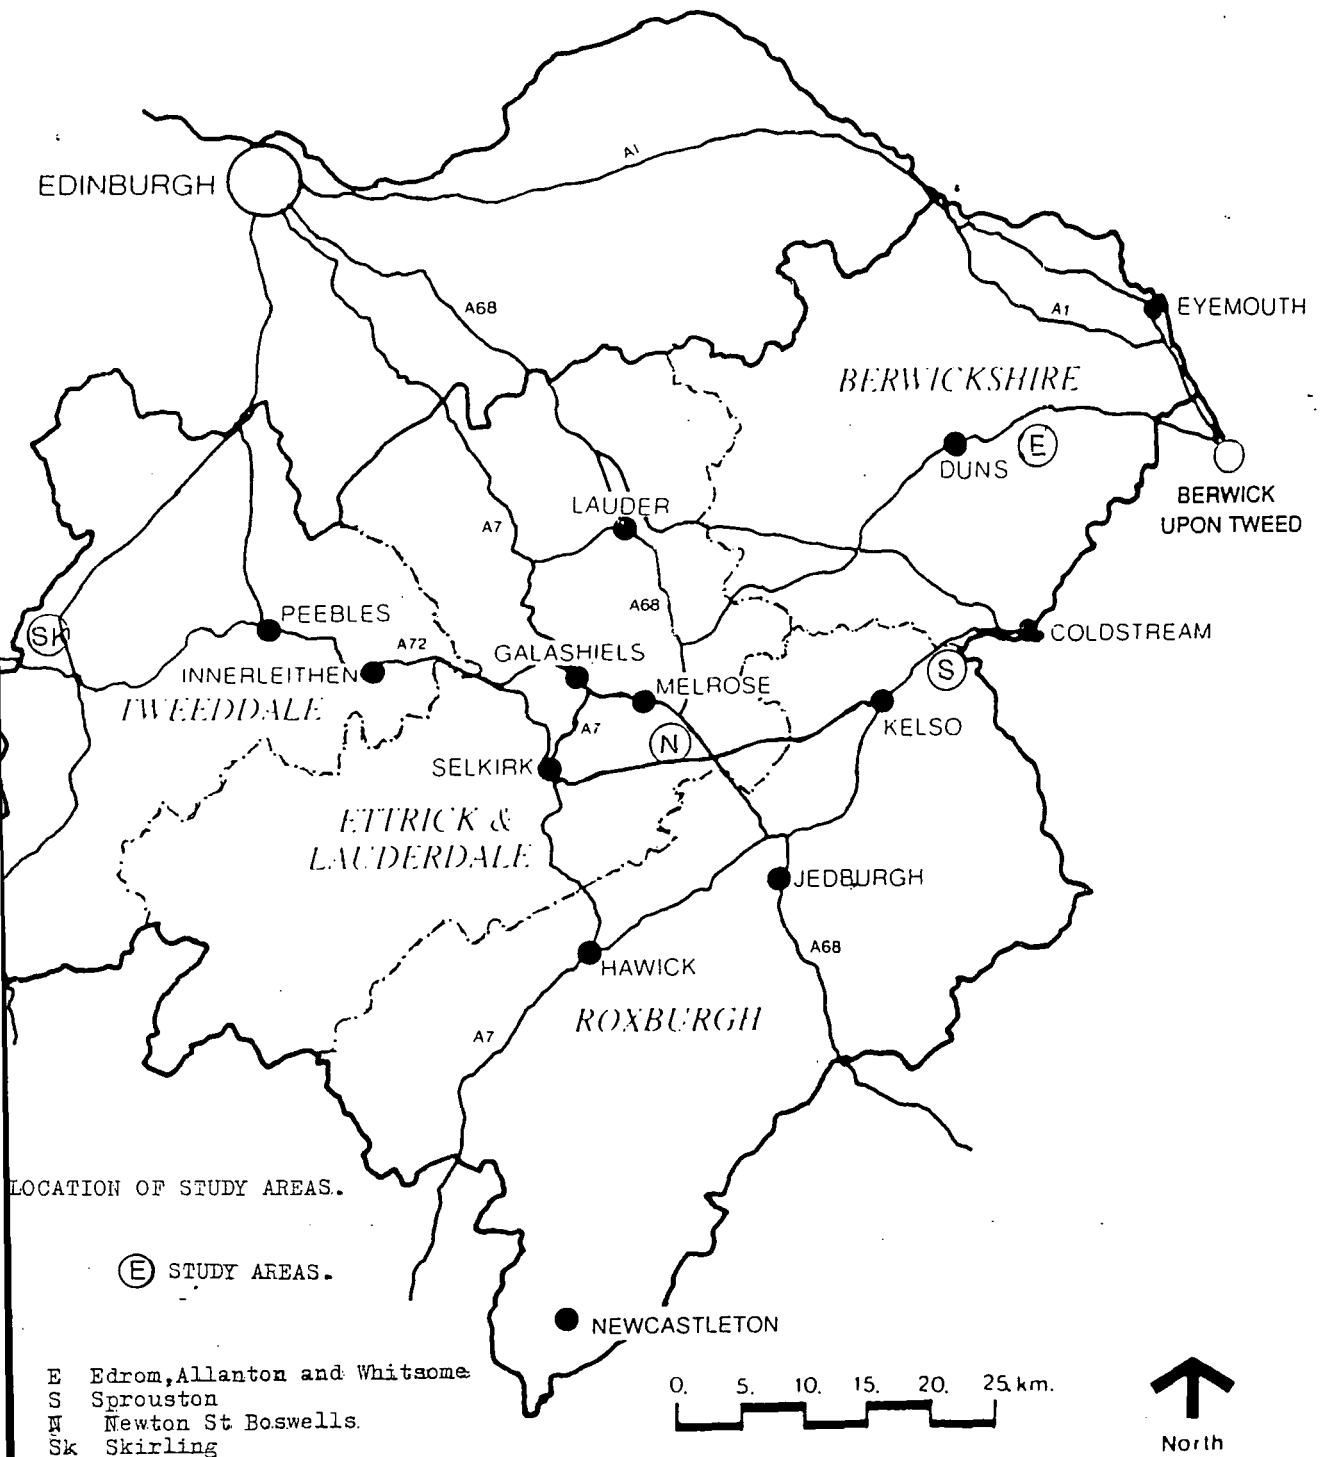 A1
EDINBURGH
A68
A1
EYEMOUTH
BERWICKSHIRE
E
DUNS
BERWICK
UPON TWEED
LAUDER
A7
A68
PEEBLES
SK
COLDSTREAM
A72
GALASHIELS
S
INNERLEITHEN
MELROSE
TWEEDDALE
KELSO
A7
N
SELKIRK
ETTRICK &
LAUDERDALE
JEDBURGH
A68
HAWICK
ROXBURGH
A7
LOCATION OF STUDY AREAS.
E STUDY AREAS.
NEWCASTLETON
E Edrom,Allanton and Whitsome
S Sprouston
N Newton St Boswells.
Sk Skirling
0. 5. 10. 15. 20. 25. km.
North